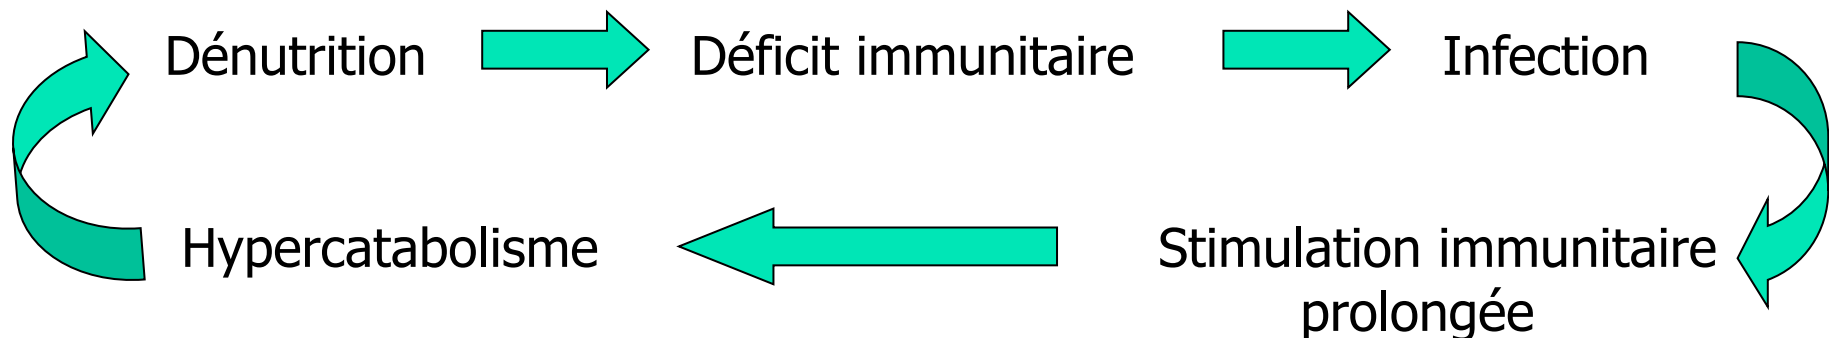 Dénutrition
Déficit immunitaire
Infection
Hypercatabolisme
Stimulation immunitaire
prolongée